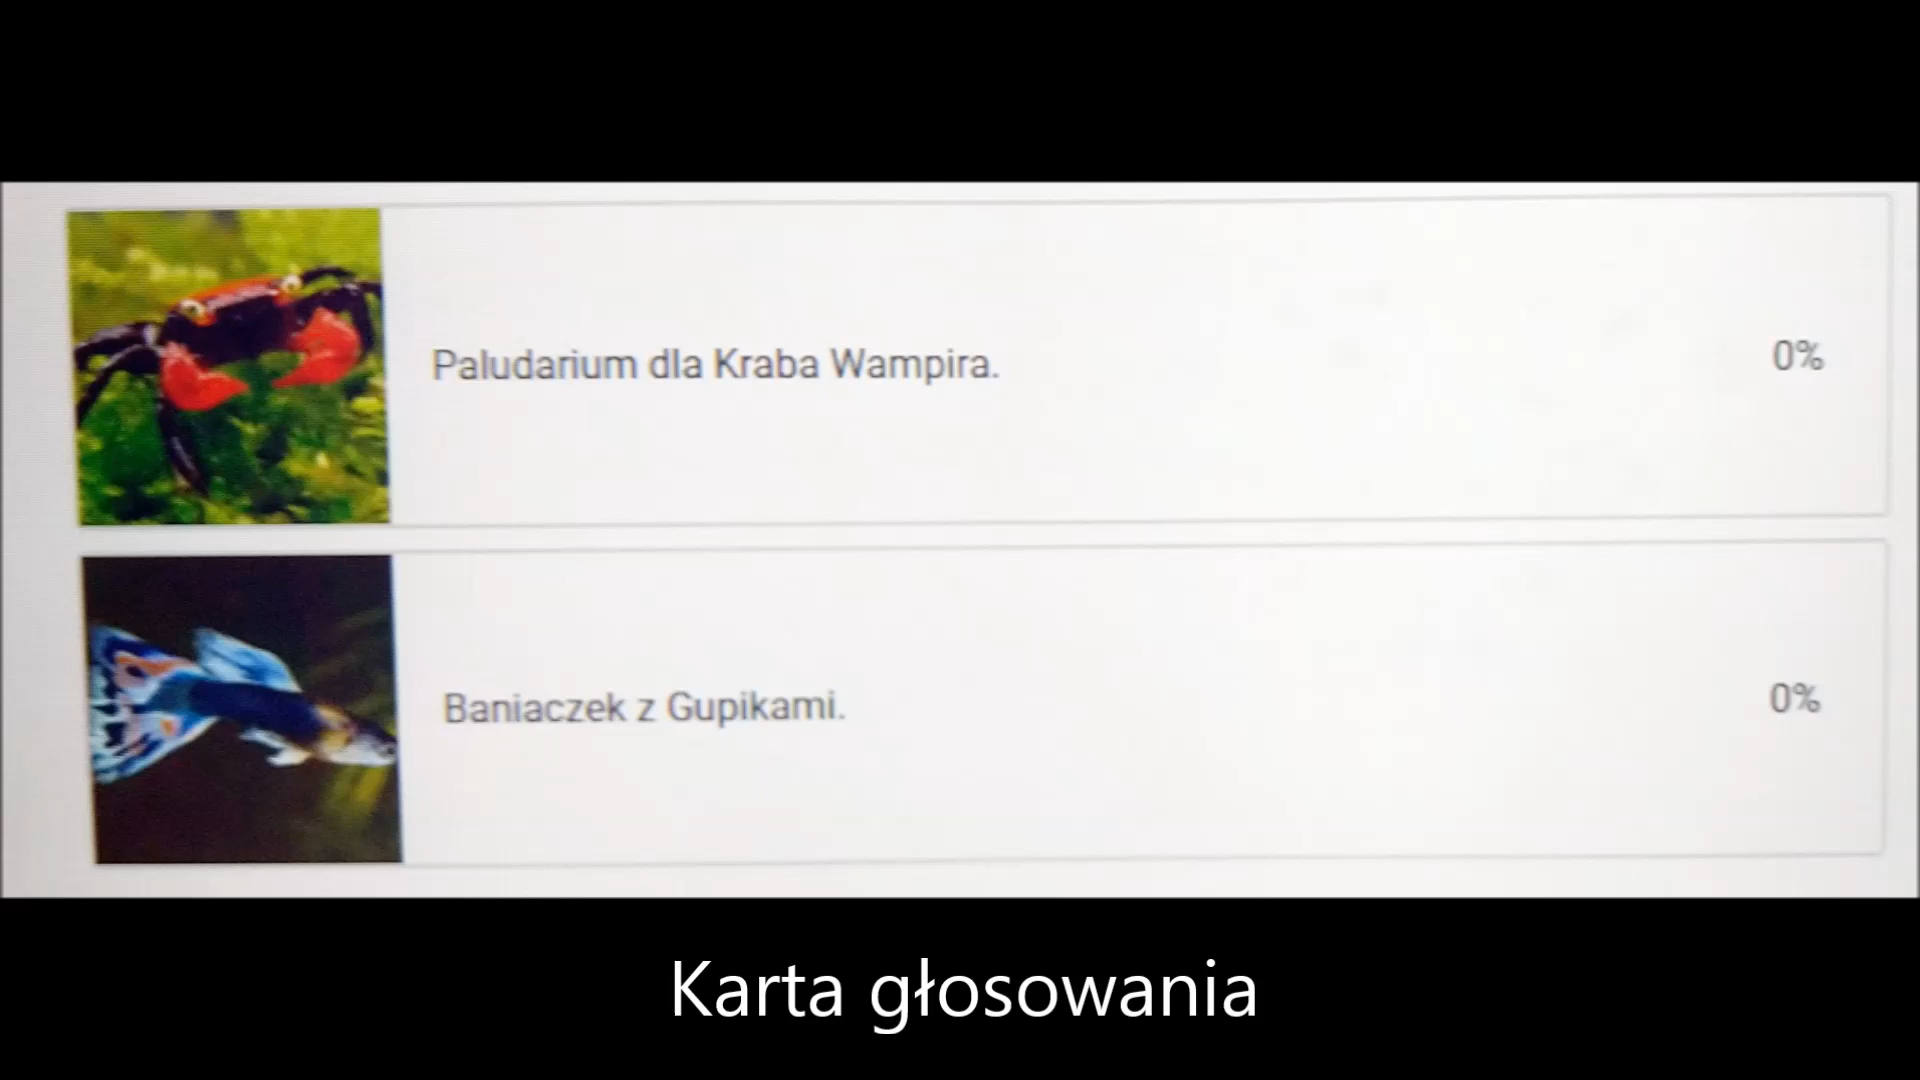 Paludarium dla Kraba Wampira.
0%
Baniaczek z Gupikami.
0%
Karta głosowania